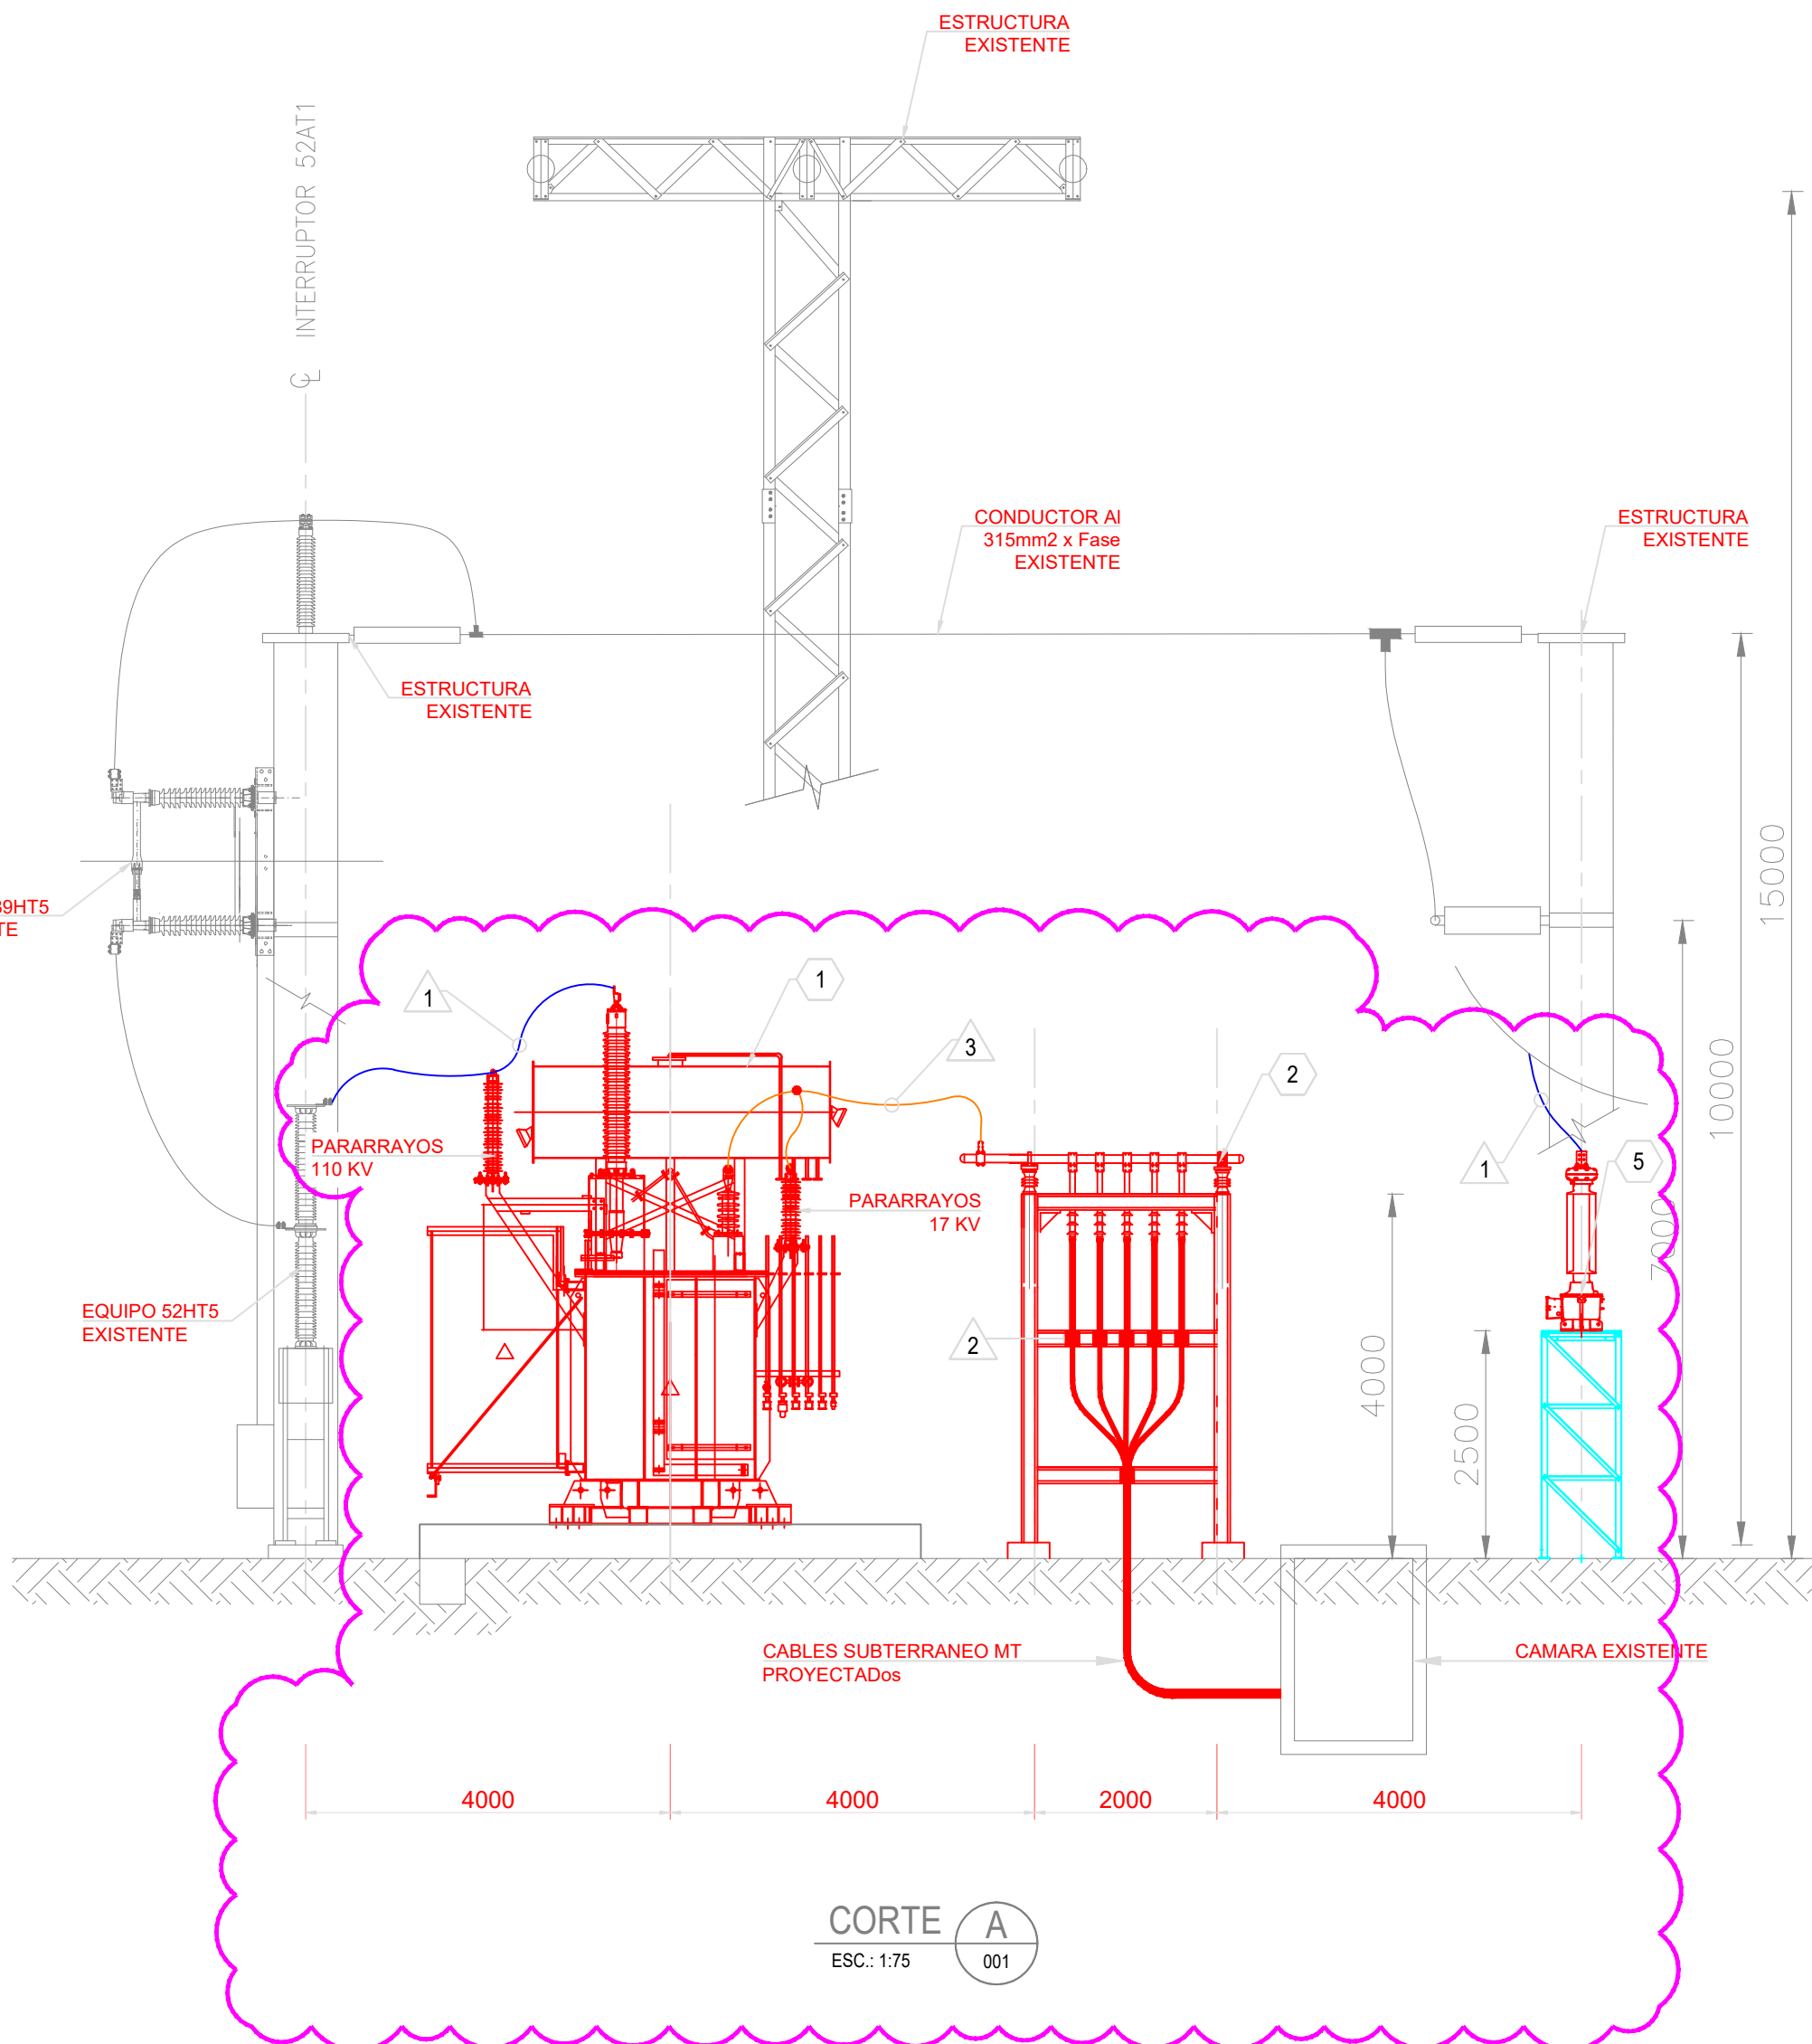 ESTRUCTURA
EXISTENTE
INTERRUPTOR 52AT1
CONDUCTOR Al
315mm2 x Fase
EXISTENTE
ESTRUCTURA
EXISTENTE
ESTRUCTURA
EXISTENTE
15000
9HT5
TE
1
1
3
2
10000
PARARRAYOS
110 KV
PARARRAYOS
17 KV
1
5
7000
EQUIPO 52HT5
EXISTENTE
2
4000
2500
CABLES SUBTERRANEO MT
PROYECTADos
CAMARA EXISTENTE
4000
4000
2000
4000
CORTE
A
ESC.: 1:75
001